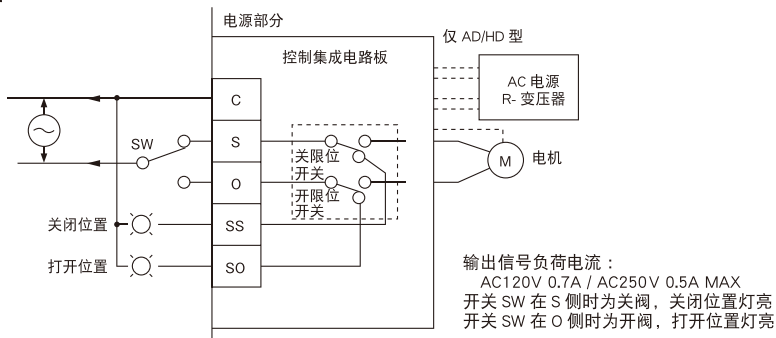 电源部分
仅 AD/HD 型
控制集成电路板
AC 电源
R- 变压器
C
SW
S
关限位
开关
M
电机
O
开限位
开关
关闭位置
SS
打开位置
SO
输出信号负荷电流：
AC120V 0.7A / AC250V 0.5A MAX
开关 SW 在 S 侧时为关阀，关闭位置灯亮
开关 SW 在 O 侧时为开阀，打开位置灯亮